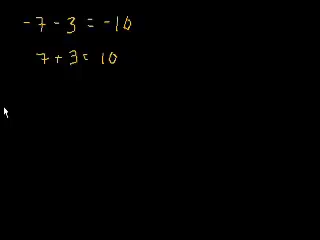 -7 - 3 = -10
7 + 3 = 10